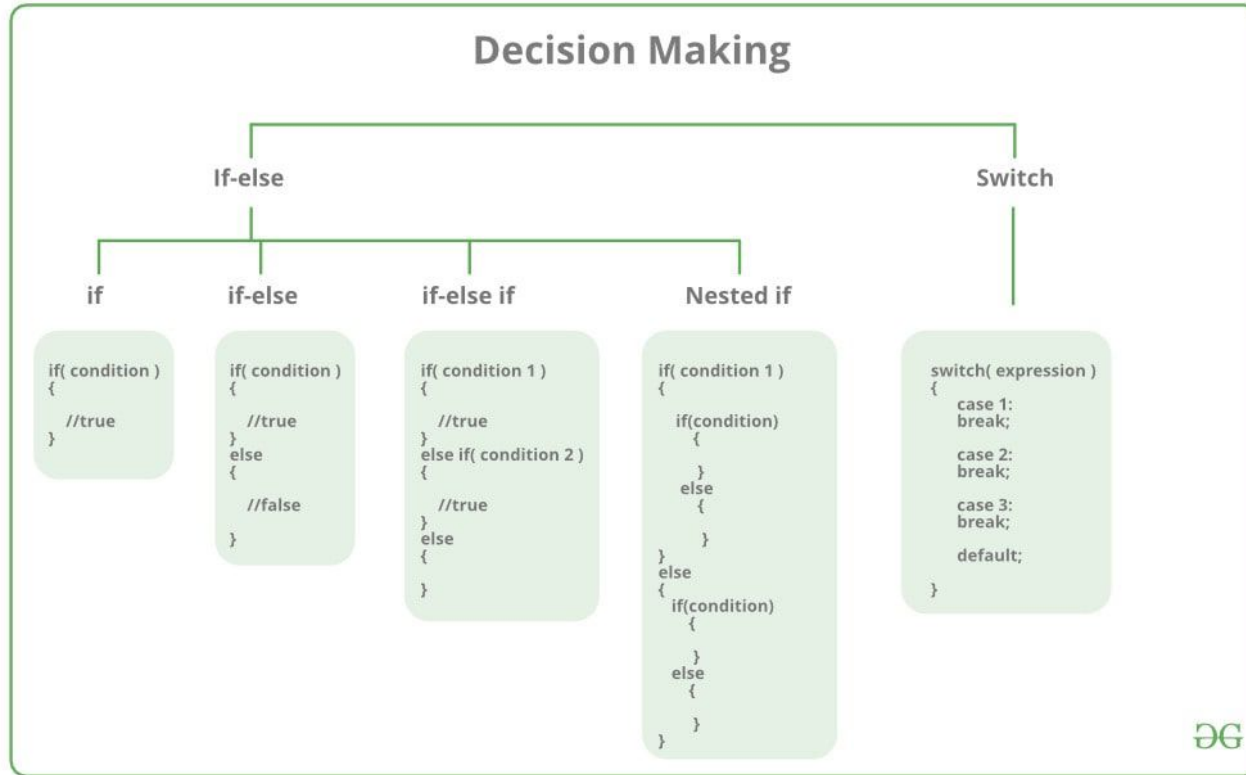 Decision Making
If-else
Switch
if
if-else
if-else if
Nested if
if( condition )
{
//true
}
if( condition )
{
//true
}
else
{
//false
}
if( condition 1 )
{
//true
}
else if( condition 2 )
{
//true
}
else
{
}
if( condition 1 )
{
if(condition)
{
}
else
{
}
}
else
{
if(condition)
{
}
else
{
}
}
switch( expression )
{
case 1:
break;
case 2:
break;
case 3:
break;
default;
}